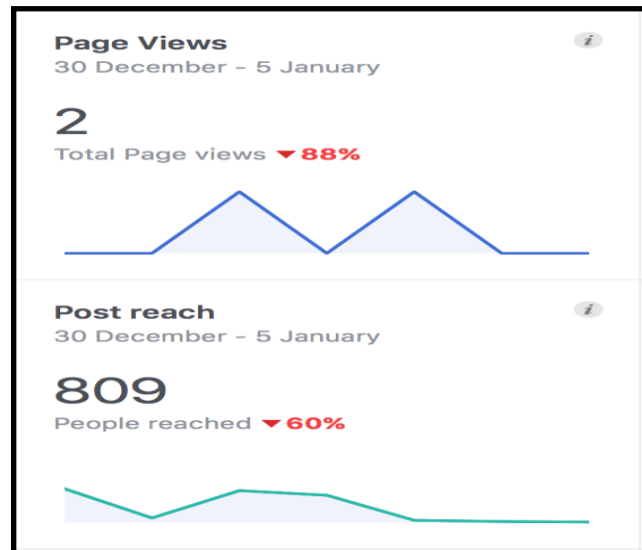 Page Views
30 December - 5 January
2
Total Page views ▼88%
Post reach
30 December - 5 January
809
People reached ▼60%